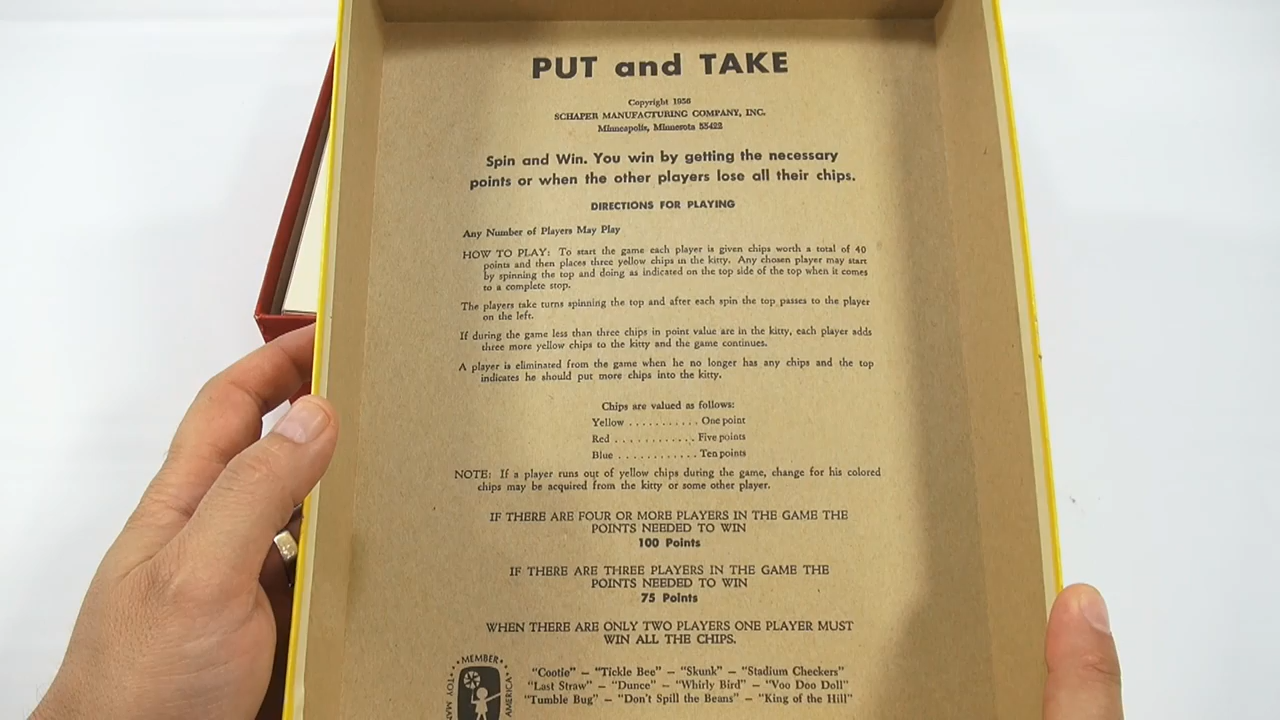 PUT and TAKE
Copyright 1956
SCHAPER MANUFACTURING COMPANY, INC.
Minneapolis, Minnesota 55422
Spin and Win. You win by getting the necessary
points or when the other players lose all their chips.
DIRECTIONS FOR PLAYING
Any Number of Players May Play
HOW TO PLAY: To start the game each player is given chips worth a total of 40
points and then places three yellow chips in the kitty. Any chosen player may start
by spinning the top and doing as indicated on the top side of the top when it comes
to a complete stop.
The players take turns spinning the top and after each spin the top passes to the player
on the left.
If during the game less than three chips in point value are in the kitty, each player adds
three more yellow chips to the kitty and the game continues.
A player is eliminated from the game when he no longer has any chips and the top
indicates he should put more chips into the kitty.
Chips are valued as follows:
Yellow . . . . . . . . . . . One point
Red . . . . . . . . . . . . Five points
Blue . . . . . . . . . . . . Ten points
NOTE: If a player runs out of yellow chips during the game, change for his colored
chips may be acquired from the kitty or some other player.
IF THERE ARE FOUR OR MORE PLAYERS IN THE GAME THE
POINTS NEEDED TO WIN
100 Points
IF THERE ARE THREE PLAYERS IN THE GAME THE
POINTS NEEDED TO WIN
75 Points
WHEN THERE ARE ONLY TWO PLAYERS ONE PLAYER MUST
WIN ALL THE CHIPS.
• MEMBER •
TOY MAN
AMERICA
"Cootie" — "Tickle Bee" — "Skunk" — "Stadium Checkers"
"Last Straw" — "Dunce" — "Whirly Bird" — "Voo Doo Doll"
"Tumble Bug" — "Don't Spill the Beans" — "King of the Hill"